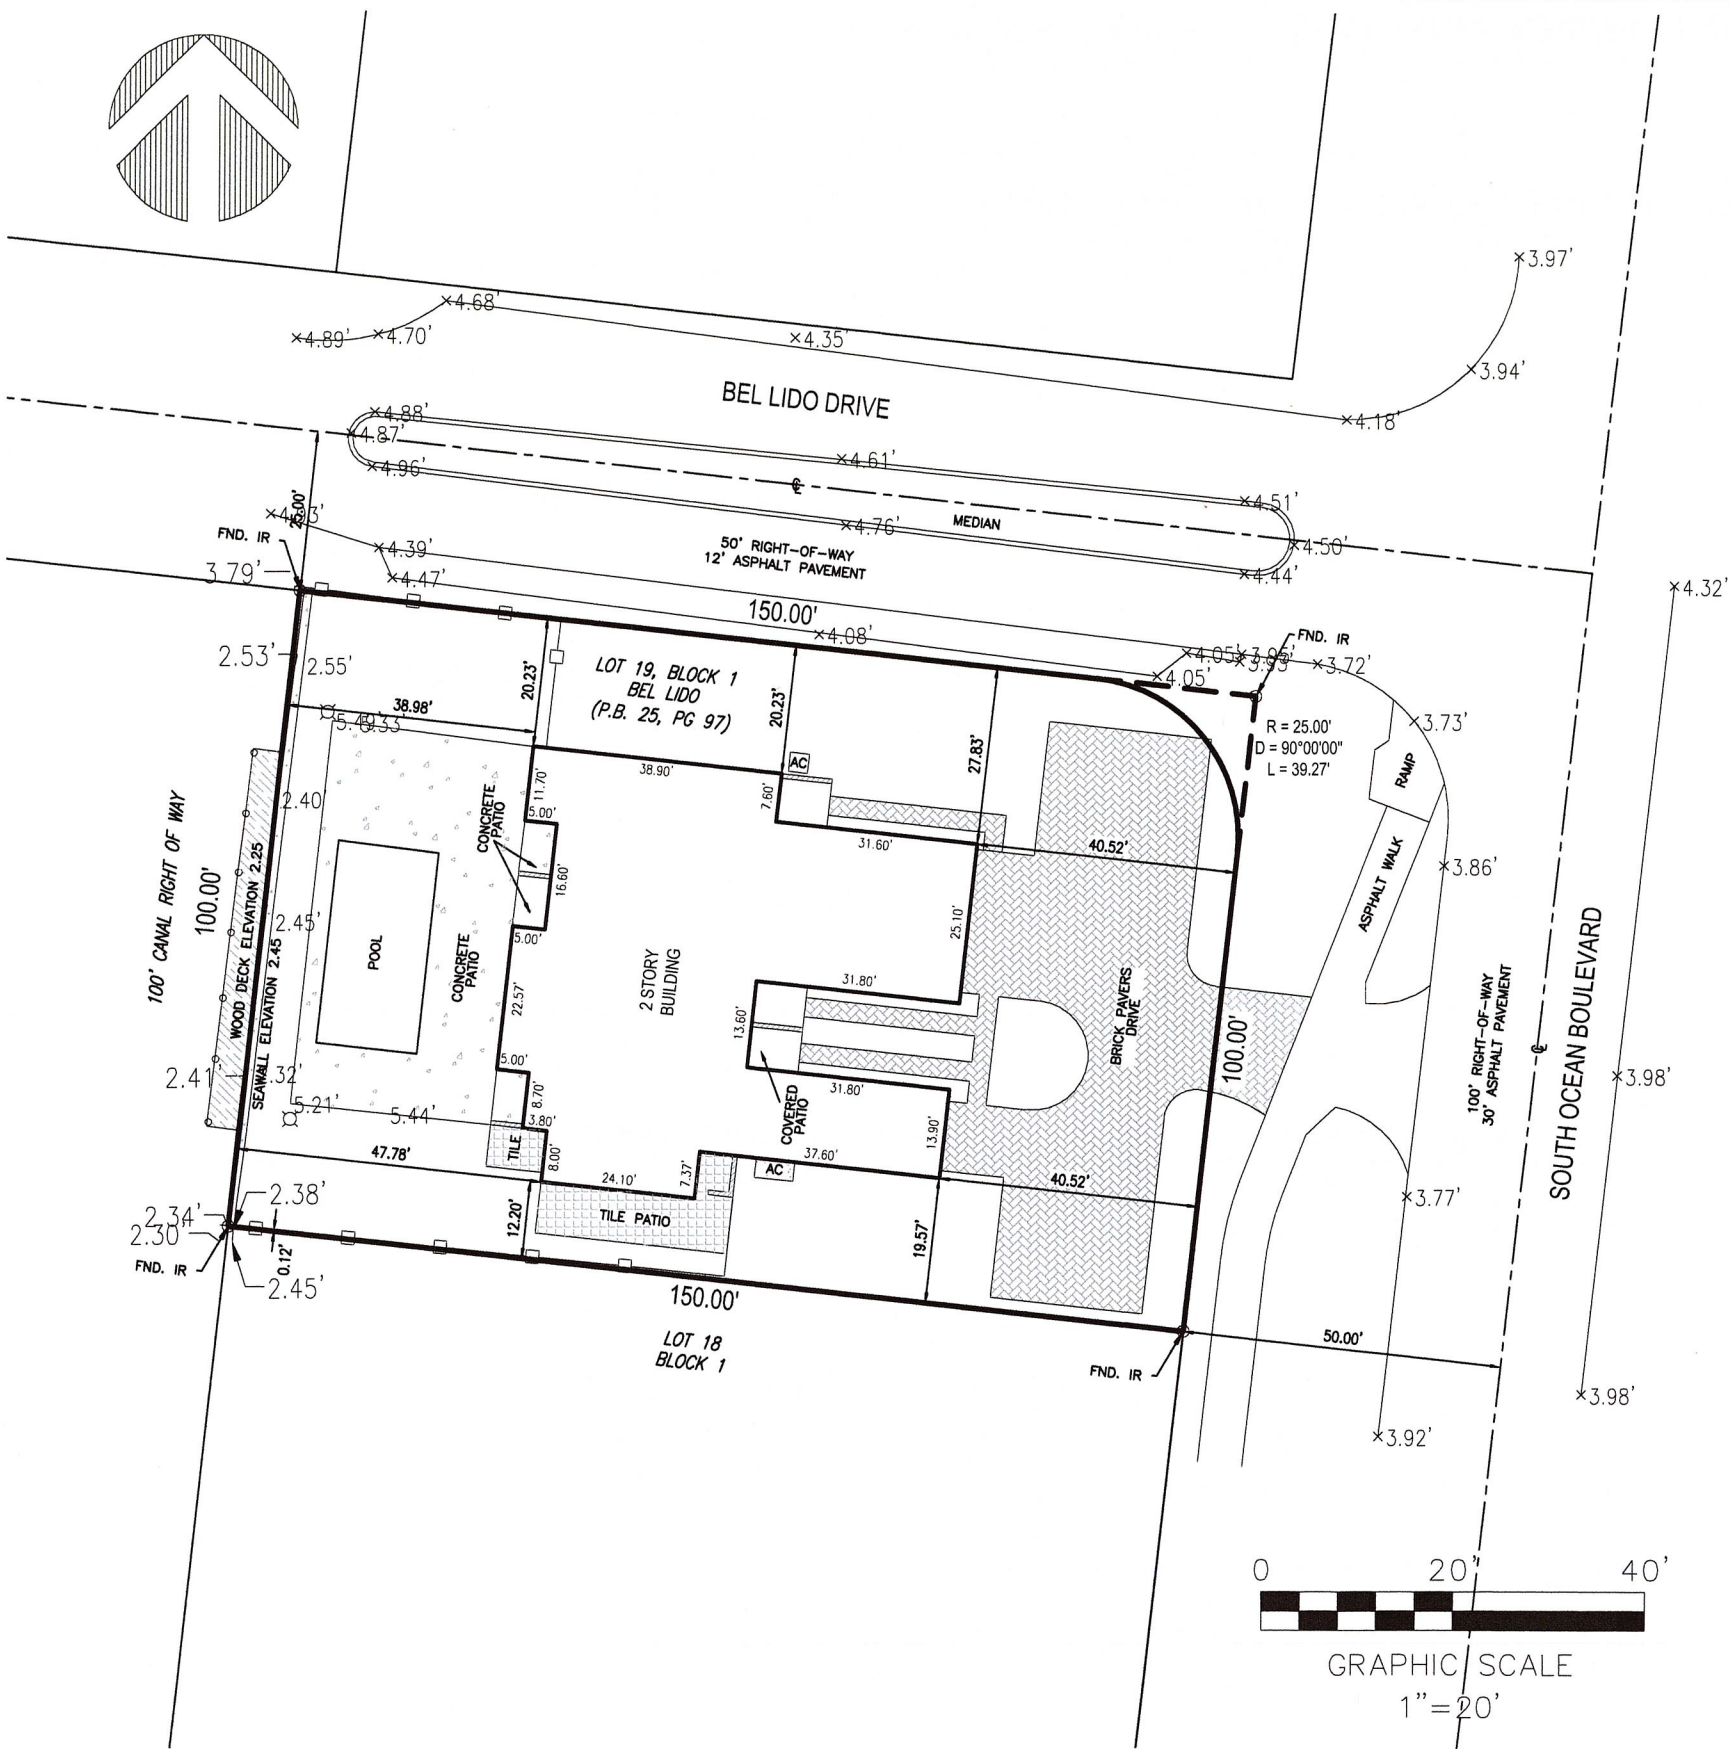 3.97'
4.68'
4.89'
4.70'
4.35'
3.94'
BEL LIDO DRIVE
4.18'
4.88'
4.87'
4.96'
4.61'
℄
4.51'
4.76'
MEDIAN
4.50'
4.44'
25.00'
FND. IR
4.39'
50' RIGHT-OF-WAY
12' ASPHALT PAVEMENT
3.79'
4.47'
4.32'
150.00'
4.08'
FND. IR
4.05'
3.72'
4.05'
2.53'
2.55'
LOT 19, BLOCK 1
BEL LIDO
(P.B. 25, PG 97)
20.23'
20.23'
27.83'
38.98'
R = 25.00'
D = 90°00'00"
L = 39.27'
3.73'
RAMP
AC
38.90'
11.70'
7.60'
CONCRETE
PATIO
5.00'
2.40'
31.60'
40.52'
3.86'
16.60'
ASPHALT WALK
100' CANAL RIGHT OF WAY
100.00'
WOOD DECK ELEVATION 2.25
SEAWALL ELEVATION 2.45
2.45'
POOL
CONCRETE
PATIO
5.00'
25.10'
2 STORY
BUILDING
22.57'
31.80'
13.60'
BRICK PAVERS
DRIVE
100.00'
100' RIGHT-OF-WAY
30' ASPHALT PAVEMENT
℄
SOUTH OCEAN BOULEVARD
2.41'
2.32'
5.00'
8.70'
31.80'
3.98'
5.21'
5.44'
3.80'
COVERED
PATIO
13.90'
TILE
8.00'
47.78'
24.10'
7.37'
37.60'
AC
40.52'
3.77'
2.38'
2.34'
2.30'
12.20'
TILE PATIO
19.57'
0.12'
FND. IR
2.45'
150.00'
LOT 18
BLOCK 1
FND. IR
50.00'
3.98'
3.92'
0
20'
40'
GRAPHIC SCALE
1"=20'